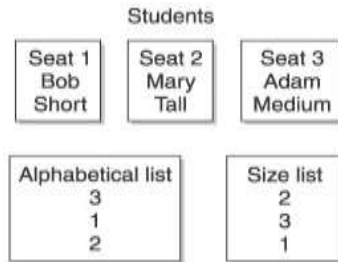 Students
Seat 1
Bob
Short
Seat 2
Mary
Tall
Seat 3
Adam
Medium
Alphabetical list
3
1
2
Size list
2
3
1